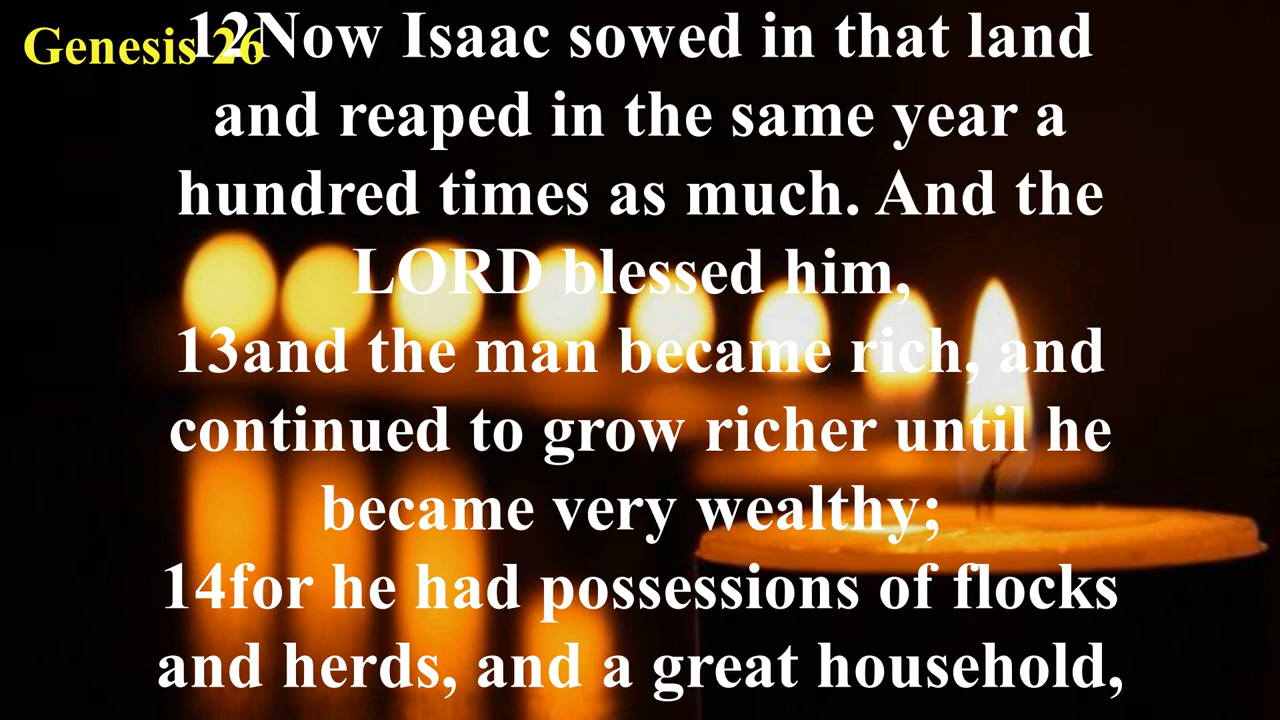 Genesis 26
12Now Isaac sowed in that land
and reaped in the same year a
hundred times as much. And the
LORD blessed him,
13and the man became rich, and
continued to grow richer until he
became very wealthy;
14for he had possessions of flocks
and herds, and a great household,